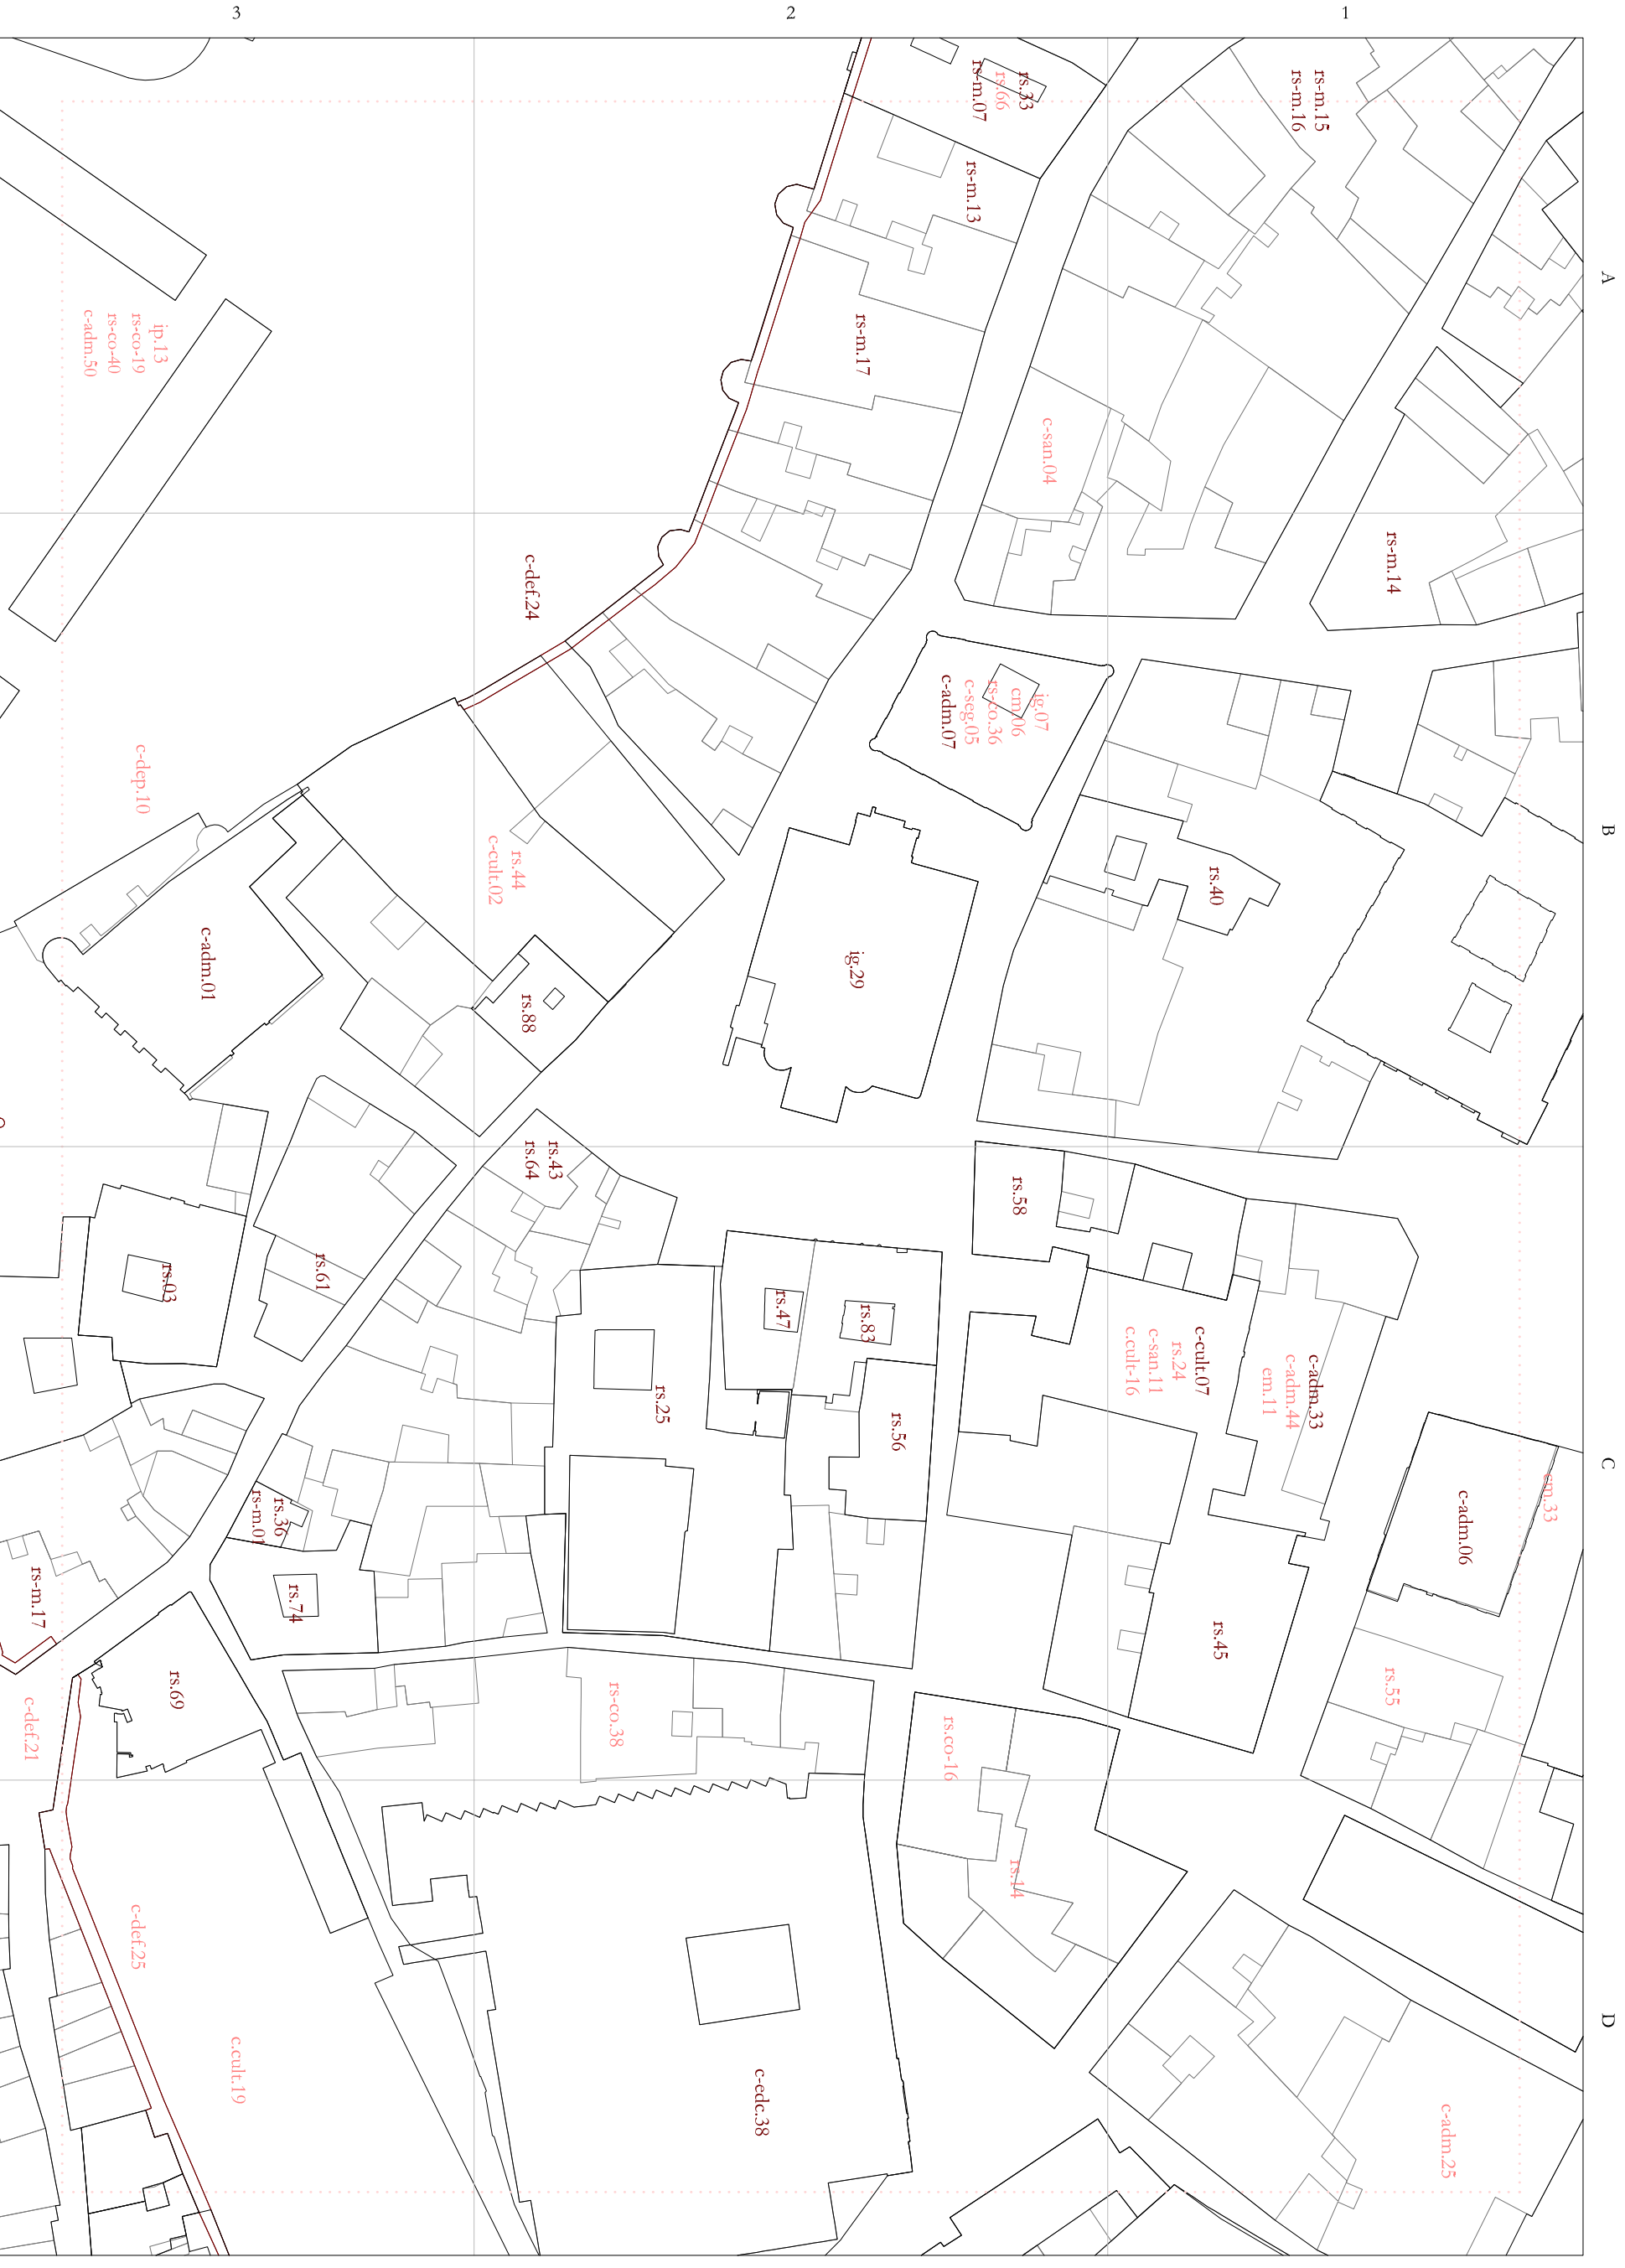 3
2
1
A
B
C
D
rs.33
rs.66
rs-m.07
rs-m.15
rs-m.16
rs-m.13
ip.13
rs-co-19
rs-co-40
c-adm.50
rs-m.17
c-san.04
rs-m.14
c-def.24
ig.07
cm.06
rs-co.36
c-seg.05
c-adm.07
c-dep.10
rs.44
c-cult.02
rs.40
c-adm.01
ig.29
rs.88
rs.43
rs.64
rs.58
rs.61
rs.03
rs.47
rs.83
c-cult.07
rs.24
c-san.11
c.cult-16
c-adm.33
c-adm.44
em.11
rs.25
rs.56
cm.33
c-adm.06
rs.36
rs-m.01
rs-m.17
rs.74
rs.45
rs.69
rs.55
c-def.21
rs-co.38
rs.co-16
rs.14
c-def.25
c.cult.19
c-edc.38
c-adm.25